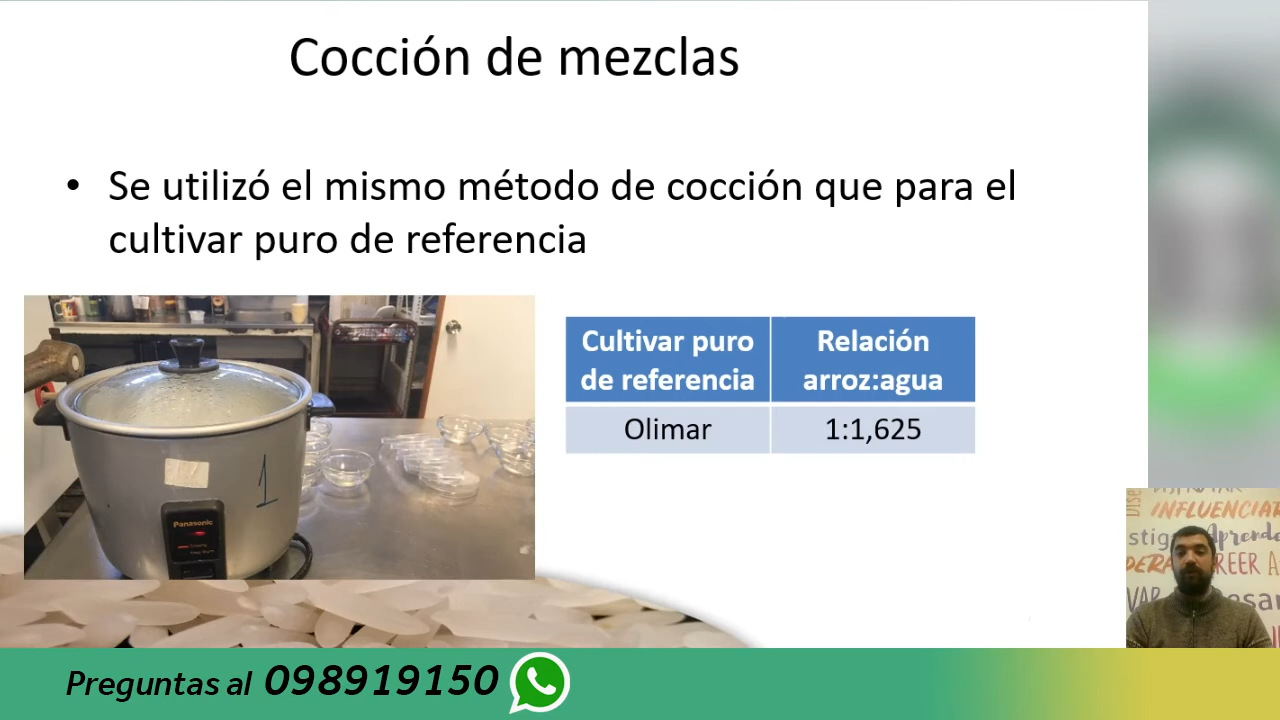 Cocción de mezclas
• Se utilizó el mismo método de cocción que para el
cultivar puro de referencia
Cultivar puro
de referencia
Relación
arroz:agua
Olimar
1:1,625
1
Panasonic
INFLUENCIAR
Aprende
Preguntas al 098919150